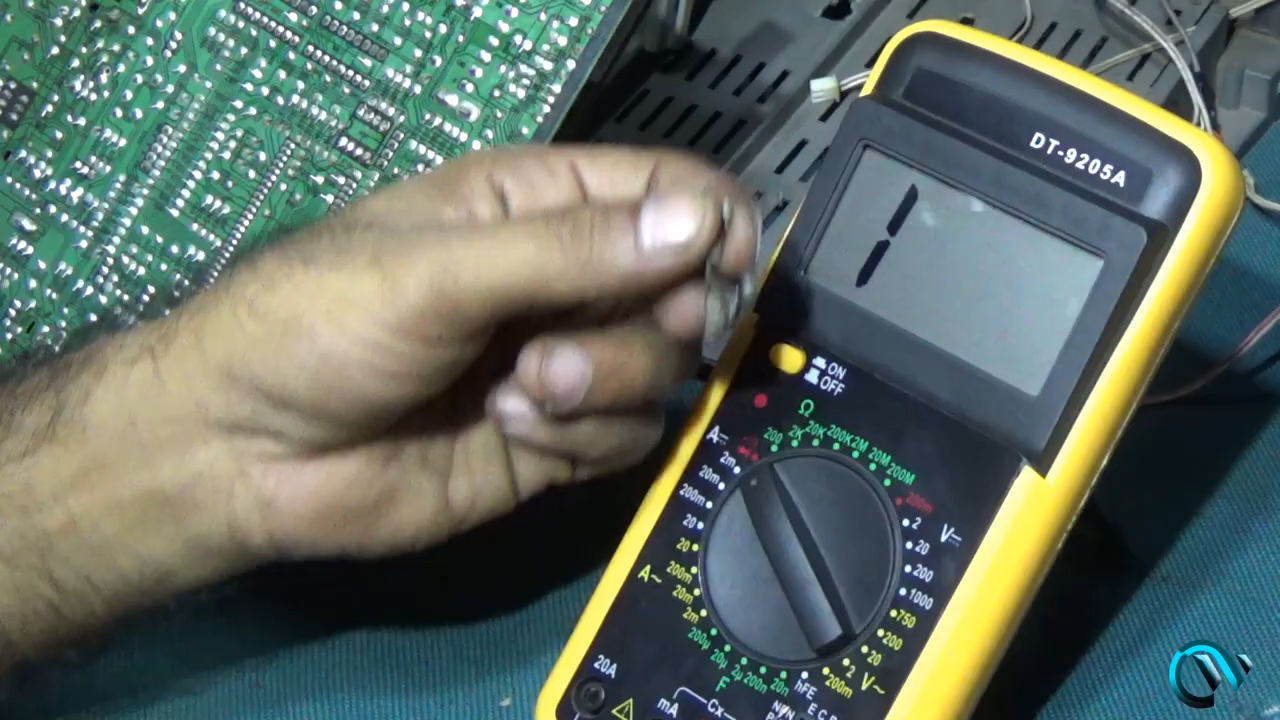 DT-9205A
1
ON
OFF
Ω
200
2K
20K
200K
2M
20M
200M
A
2m
20m
200m
20
20
200m
20m
2m
A~
200m
2
20
200
1000
V
750
200
20
2
200m
V~
200µ
20µ
2µ
200n
20n
F
hFE
20A
mA
Cx
E C B